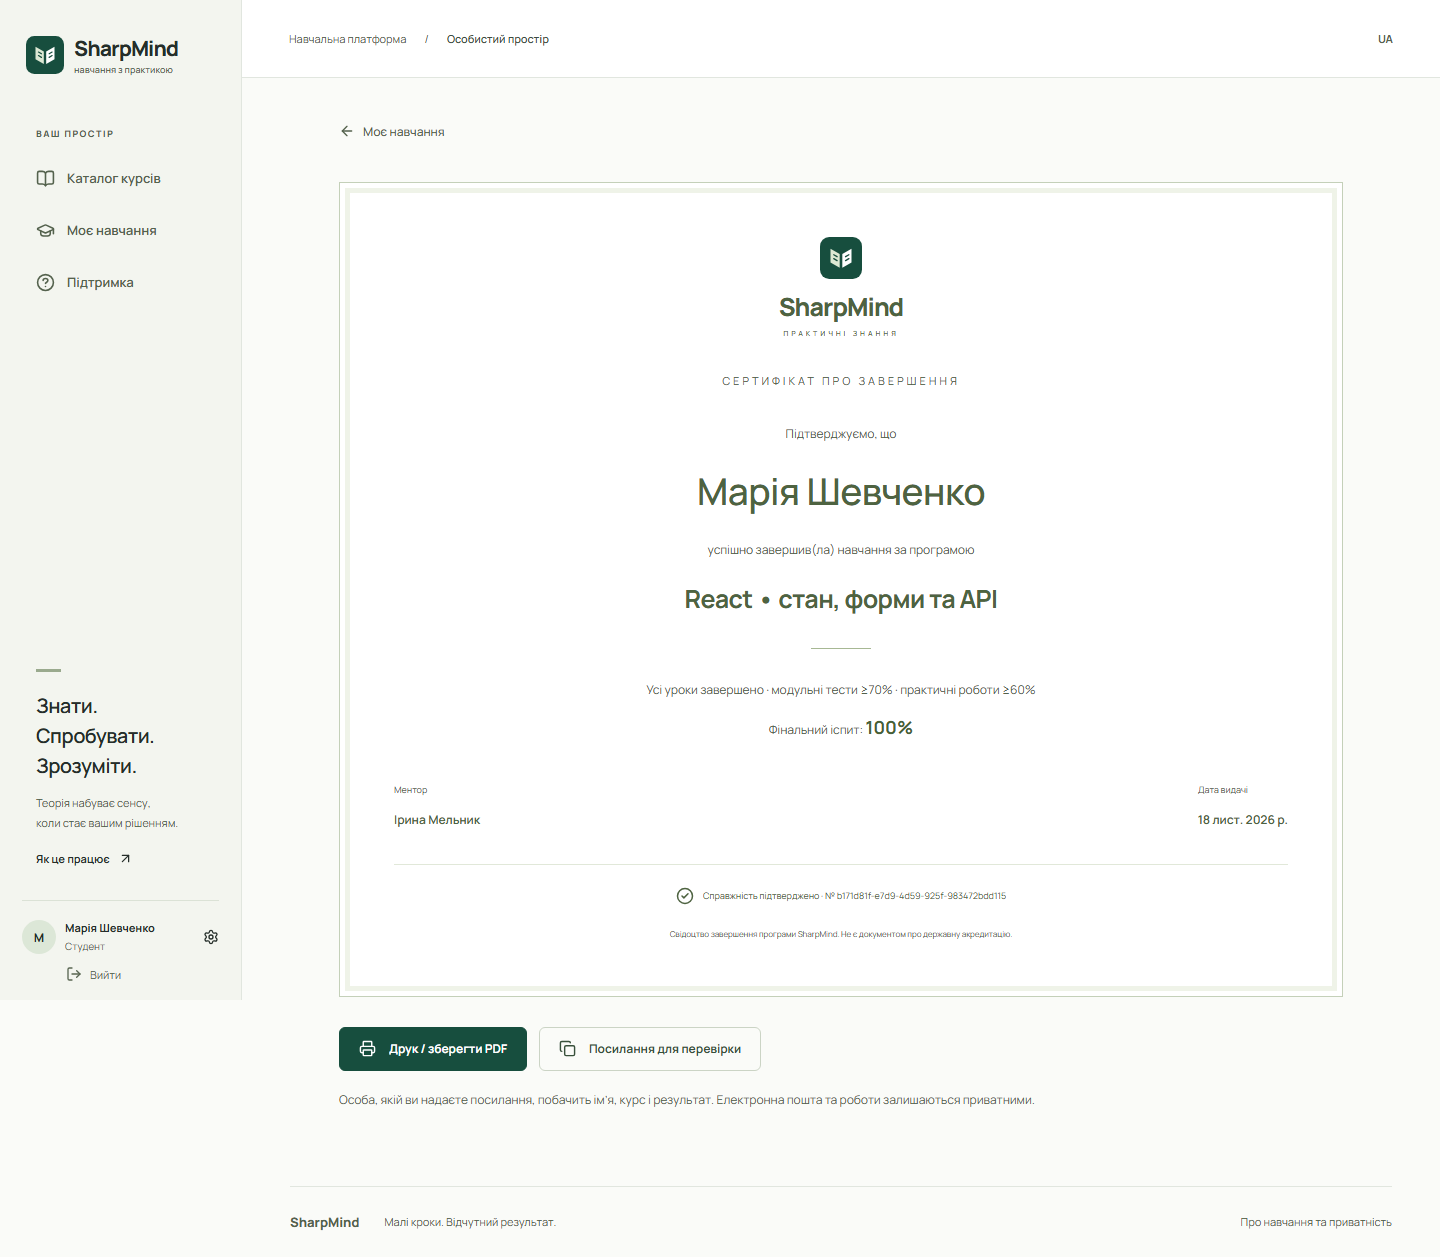 SharpMind
навчання з практикою
ВАШ ПРОСТІР
Каталог курсів
Моє навчання
Підтримка
Знати.
Спробувати.
Зрозуміти.
Теорія набуває сенсу,
коли стає вашим рішенням.
Як це працює
М
Марія Шевченко
Студент
Вийти
Навчальна платформа / Особистий простір
UA
Моє навчання
SharpMind
ПРАКТИЧНІ ЗНАННЯ
СЕРТИФІКАТ ПРО ЗАВЕРШЕННЯ
Підтверджуємо, що
Марія Шевченко
успішно завершив(ла) навчання за програмою
React • стан, форми та API
Усі уроки завершено · модульні тести ≥70% · практичні роботи ≥60%
Фінальний іспит: 100%
Ментор
Ірина Мельник
Дата видачі
18 лист. 2026 р.
Справжність підтверджено · № b171d81f-e7d9-4d59-925f-983472bdd115
Свідоцтво завершення програми SharpMind. Не є документом про державну акредитацію.
Друк / зберегти PDF
Посилання для перевірки
Особа, якій ви надаєте посилання, побачить ім’я, курс і результат. Електронна пошта та роботи залишаються приватними.
SharpMind
Малі кроки. Відчутний результат.
Про навчання та приватність